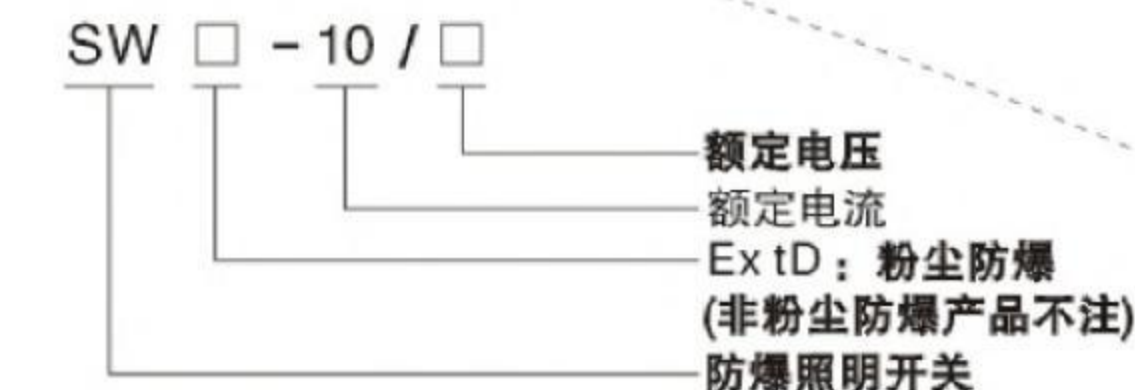 SW □ - 10 / □
额定电压
额定电流
Ex tD：粉尘防爆
(非粉尘防爆产品不注)
防爆照明开关